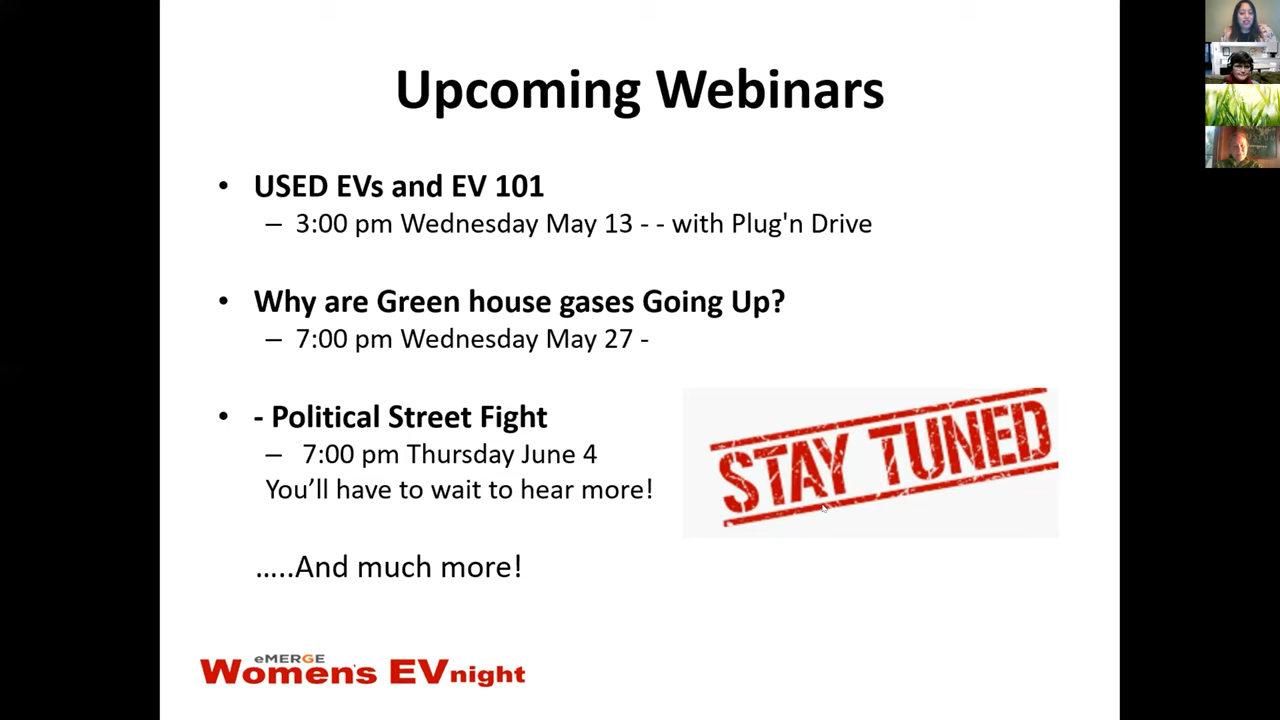 Upcoming Webinars
• USED EVs and EV 101
– 3:00 pm Wednesday May 13 - - with Plug'n Drive
• Why are Green house gases Going Up?
– 7:00 pm Wednesday May 27 -
• - Political Street Fight
– 7:00 pm Thursday June 4
You’ll have to wait to hear more!
STAY TUNED
…..And much more!
eMERGE
Women's EVnight